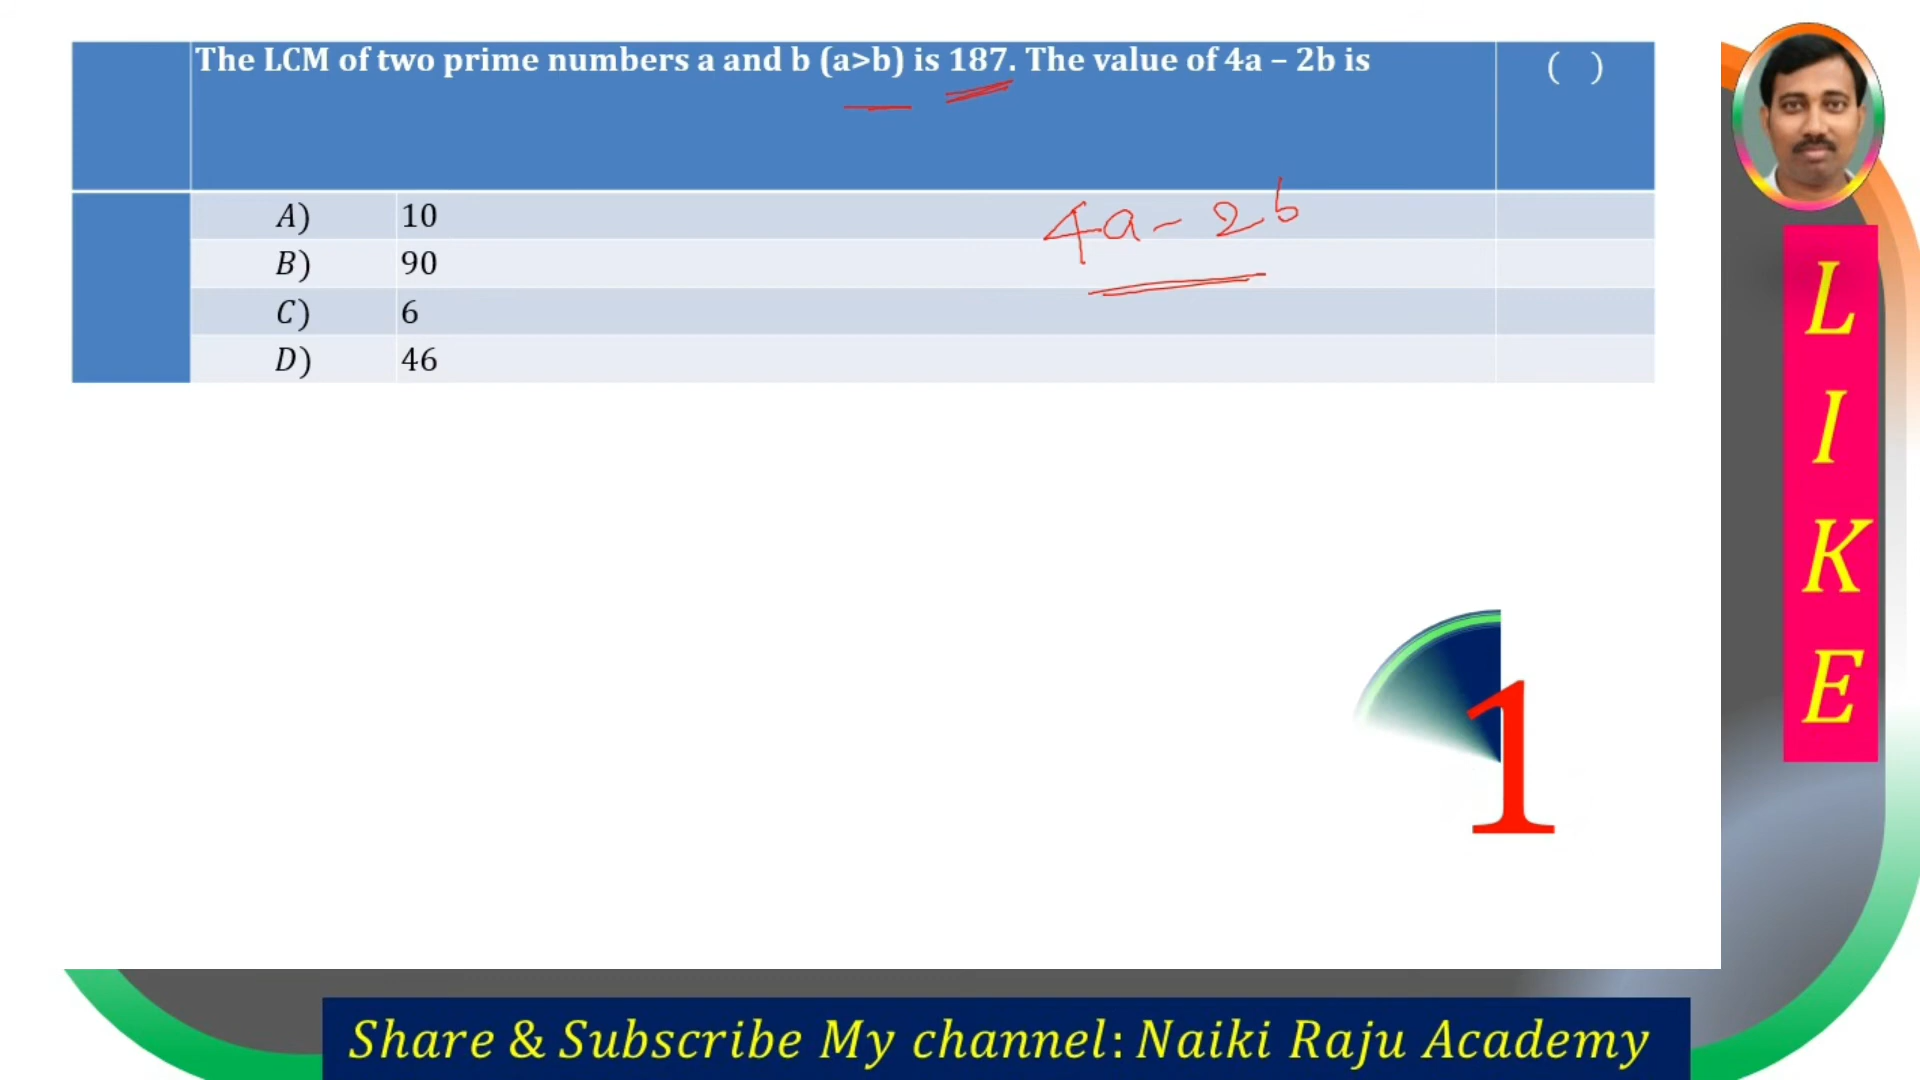 The LCM of two prime numbers a and b (a>b) is 187. The value of 4a – 2b is
( )
A) 10
B) 90
C) 6
D) 46
4a - 2b
1
L
I
K
E
Share & Subscribe My channel: Naiki Raju Academy